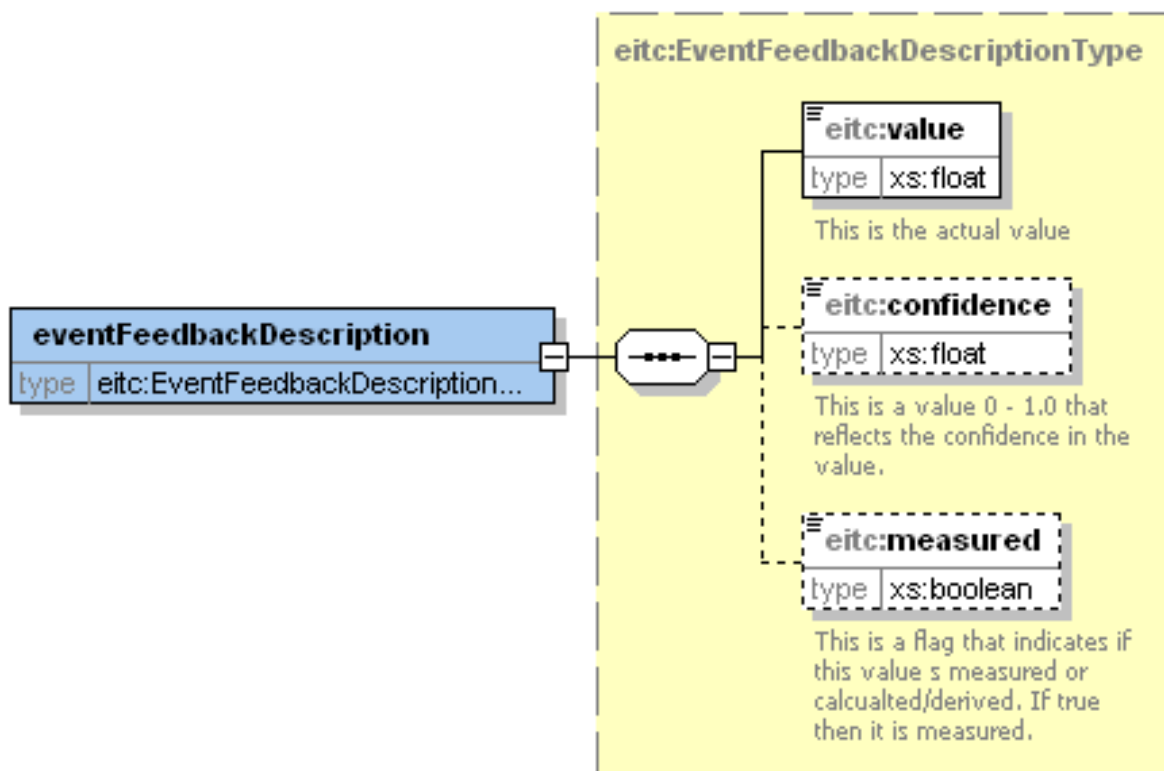 eitc:EventFeedbackDescriptionType
eitc:value
type xs:float
This is the actual value
eventFeedbackDescription
type eitc:EventFeedbackDescription...
eitc:confidence
type xs:float
This is a value 0 - 1.0 that
reflects the confidence in the
value.
eitc:measured
type xs:boolean
This is a flag that indicates if
this value s measured or
calcualted/derived. If true
then it is measured.